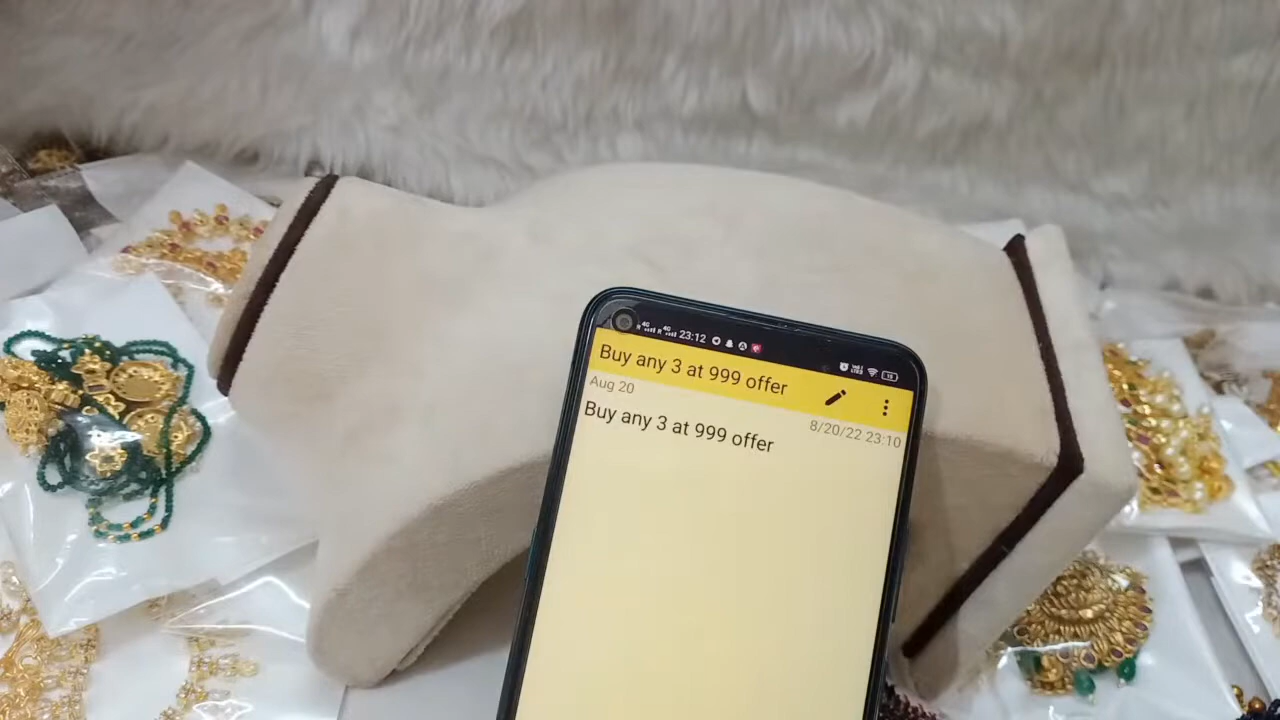 23:12
Buy any 3 at 999 offer
Aug 20
8/20/22 23:10
Buy any 3 at 999 offer